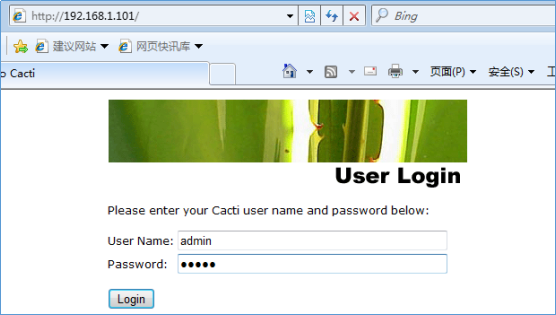 http://192.168.1.101/
Bing
建议网站
网页快讯库
o Cacti
页面(P)
安全(S)
User Login
Please enter your Cacti user name and password below:
User Name: admin
Password: ●●●●●
Login